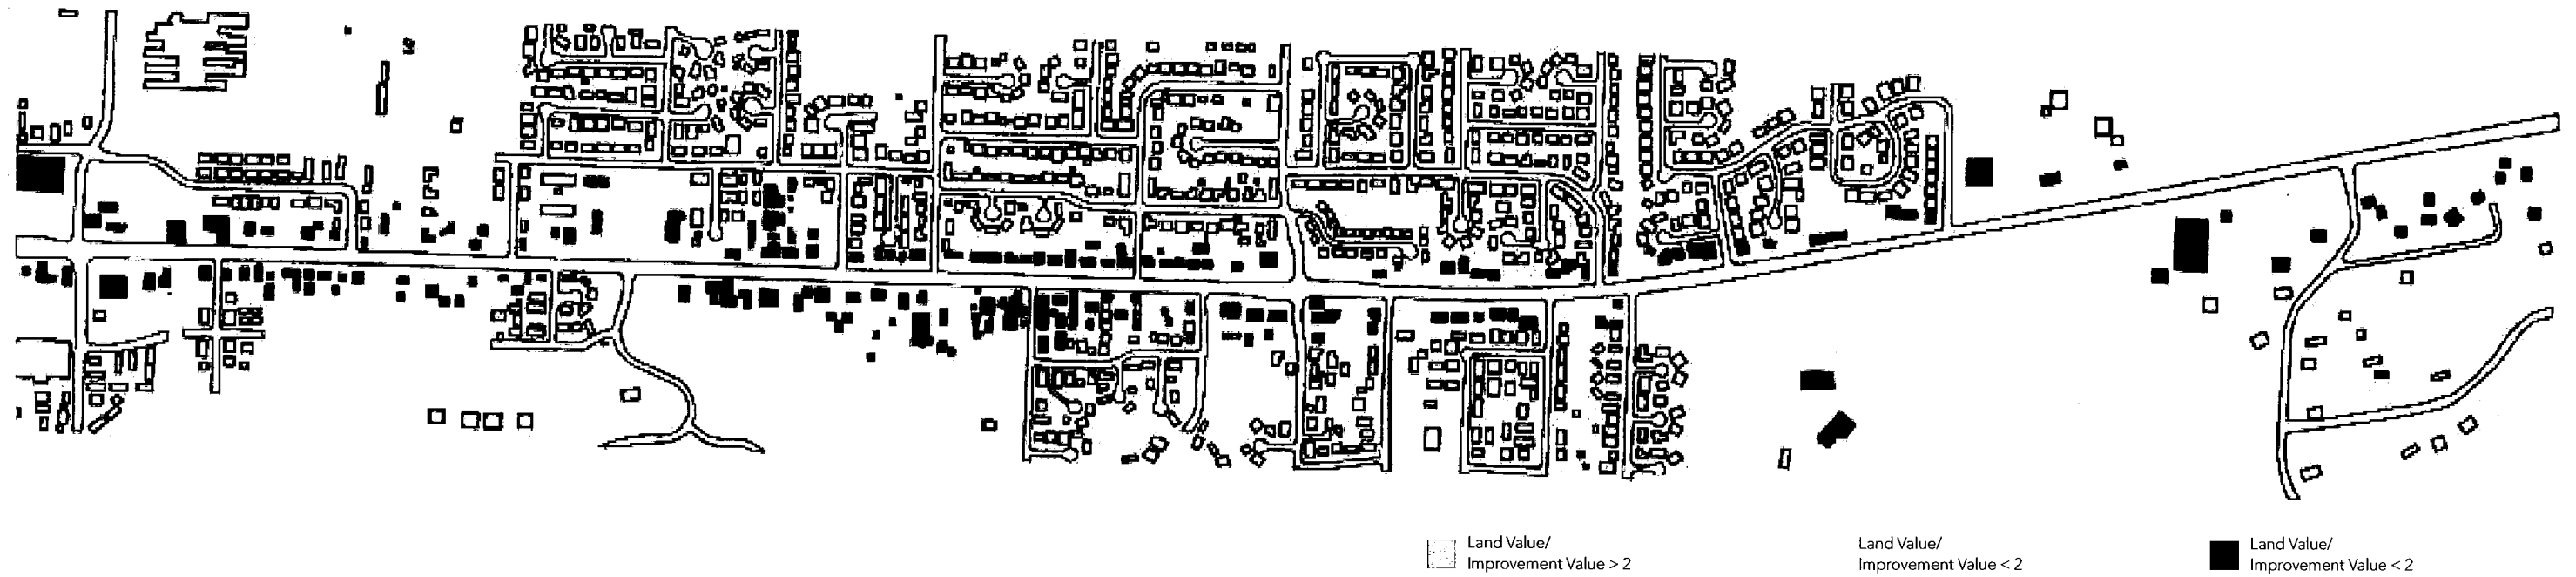 Land Value/
Improvement Value > 2
Land Value/
Improvement Value < 2
Land Value/
Improvement Value < 2